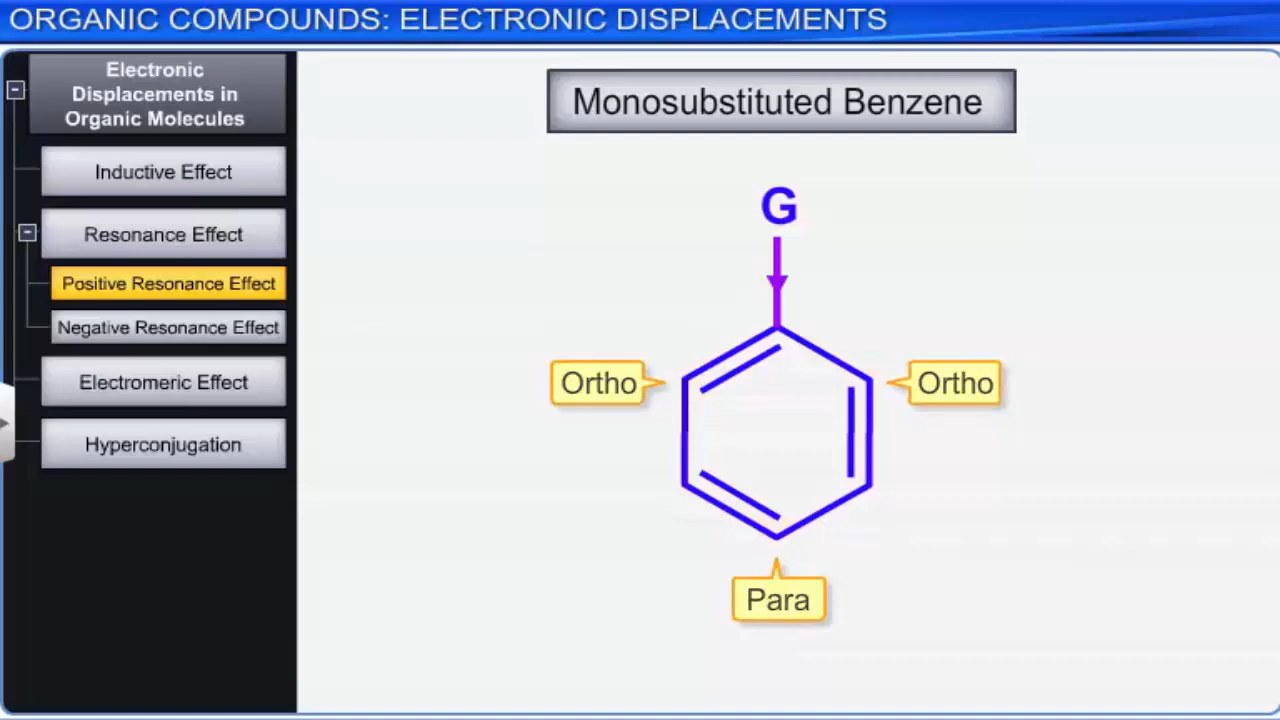 ORGANIC COMPOUNDS: ELECTRONIC DISPLACEMENTS
Electronic
Displacements in
Organic Molecules
Inductive Effect
Resonance Effect
Positive Resonance Effect
Negative Resonance Effect
Electromeric Effect
Hyperconjugation
Monosubstituted Benzene
G
Ortho
Ortho
Para